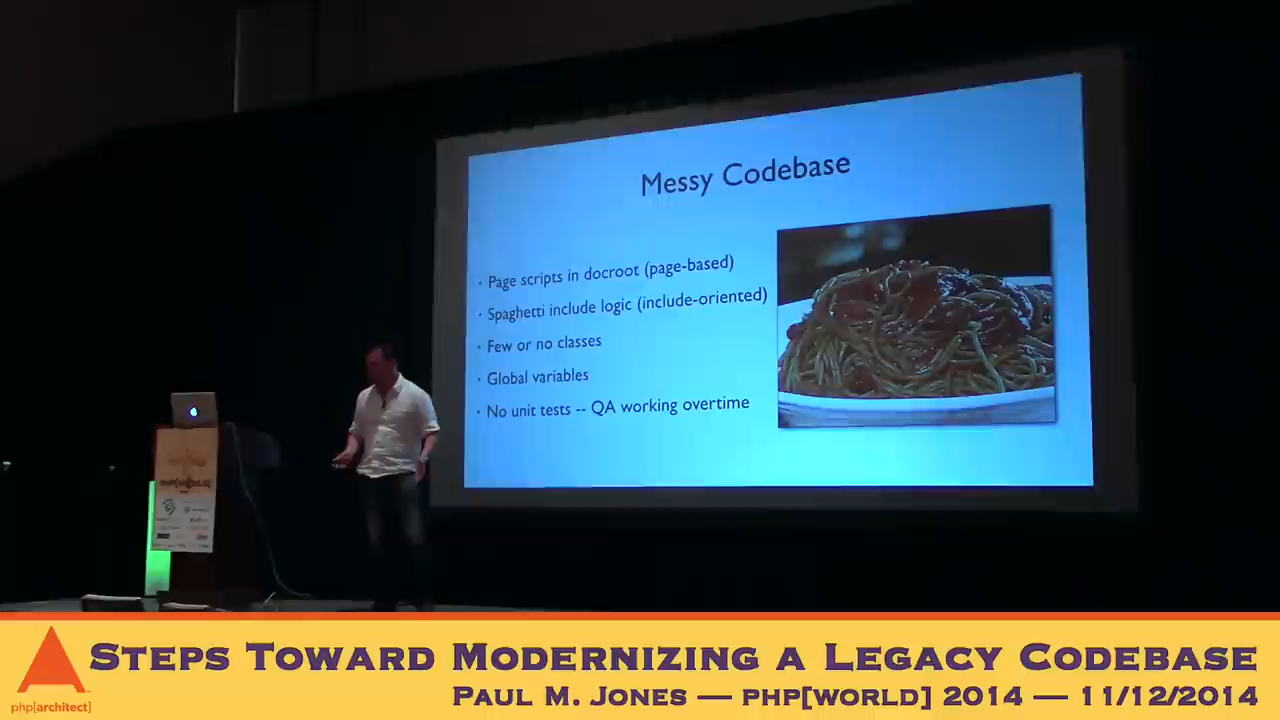 Messy Codebase
· Page scripts in docroot (page-based)
· Spaghetti include logic (include-oriented)
· Few or no classes
· Global variables
· No unit tests -- QA working overtime
PHP[WORLD]
STEPS TOWARD MODERNIZING A LEGACY CODEBASE
PAUL M. JONES — PHP[WORLD] 2014 — 11/12/2014
php[architect]